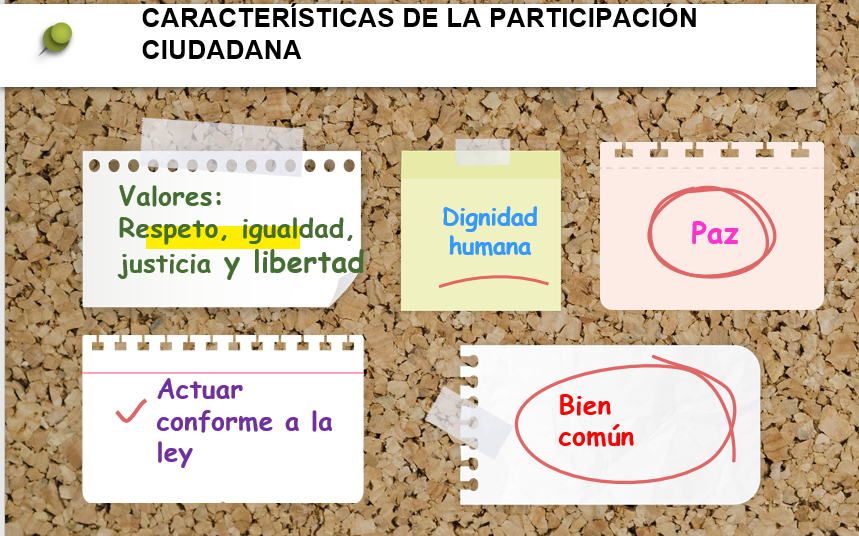 CARACTERÍSTICAS DE LA PARTICIPACIÓN
CIUDADANA
Valores:
Respeto, igualdad,
justicia y libertad
Dignidad
humana
Paz
Actuar
conforme a la
ley
Bien
común